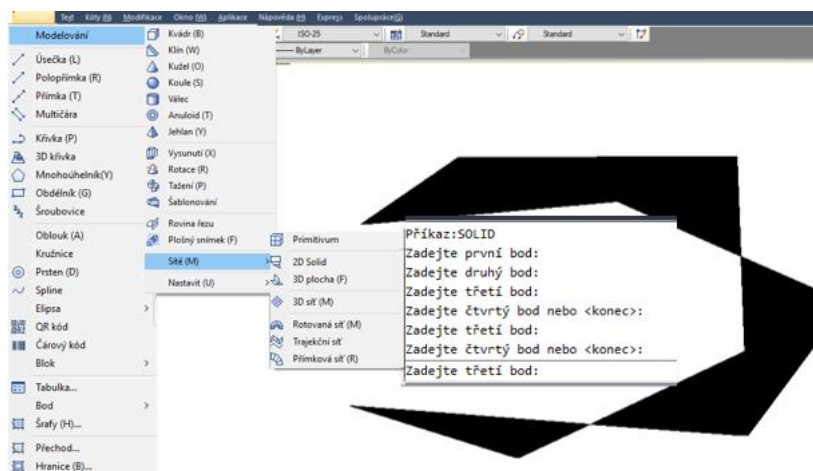 Text Kóty (N) Modifikace Okno (W) Aplikace Nápověda (H) Expres Spolupráce(G)
ISO-25 Standard Standard
ByLayer ByColor
Modelování
Úsečka (L)
Polopřímka (R)
Přímka (T)
Multičára
Křivka (P)
3D křivka
Mnohoúhelník(Y)
Obdélník (G)
Šroubovice
Oblouk (A)
Kružnice
Prsten (D)
Spline
Elipsa
QR kód
Čárový kód
Blok
Tabulka...
Bod
Šrafy (H)...
Přechod...
Hranice (B)...
Kvádr (B)
Klín (W)
Kužel (O)
Koule (S)
Válec
Anuloid (T)
Jehlan (Y)
Vysunutí (X)
Rotace (R)
Tažení (P)
Šablonování
Rovina řezu
Plošný snímek (F)
Sítě (M)
Nastavit (U)
Primitivum
2D Solid
3D plocha (F)
3D síť (M)
Rotovaná síť (M)
Trajekční síť
Přímková síť (R)
Příkaz:SOLID
Zadejte první bod:
Zadejte druhý bod:
Zadejte třetí bod:
Zadejte čtvrtý bod nebo <konec>:
Zadejte třetí bod:
Zadejte čtvrtý bod nebo <konec>:
Zadejte třetí bod: